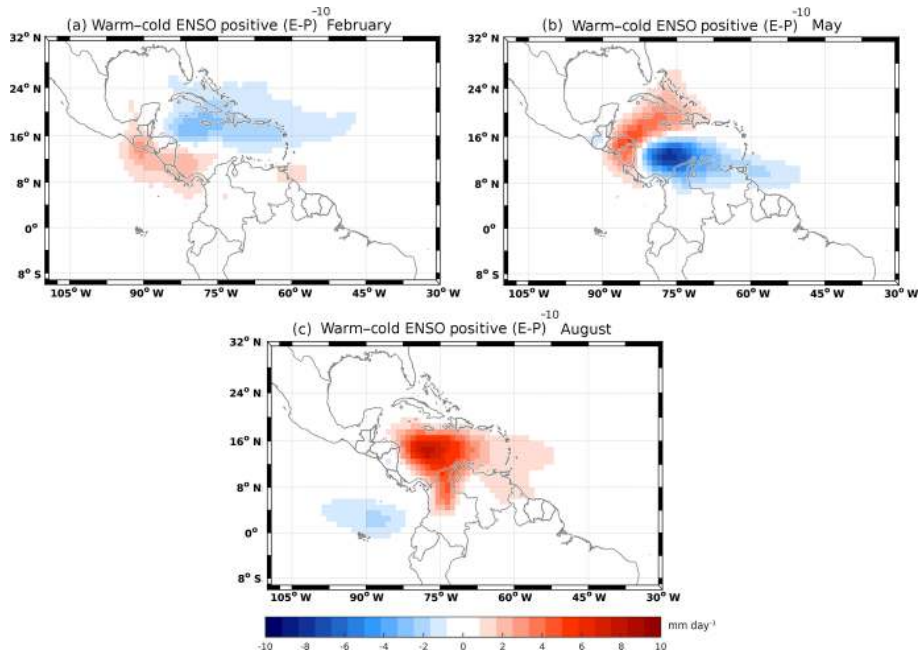 -10
(a) Warm–cold ENSO positive (E-P) February
32° N
24° N
16° N
8° N
0°
8° S
105° W 90° W 75° W 60° W 45° W 30° W
-10
(b) Warm–cold ENSO positive (E-P) May
32° N
24° N
16° N
8° N
0°
8° S
105° W 90° W 75° W 60° W 45° W 30° W
-10
(c) Warm–cold ENSO positive (E-P) August
32° N
24° N
16° N
8° N
0°
8° S
105° W 90° W 75° W 60° W 45° W 30° W
mm day⁻¹
-10 -8 -6 -4 -2 0 2 4 6 8 10